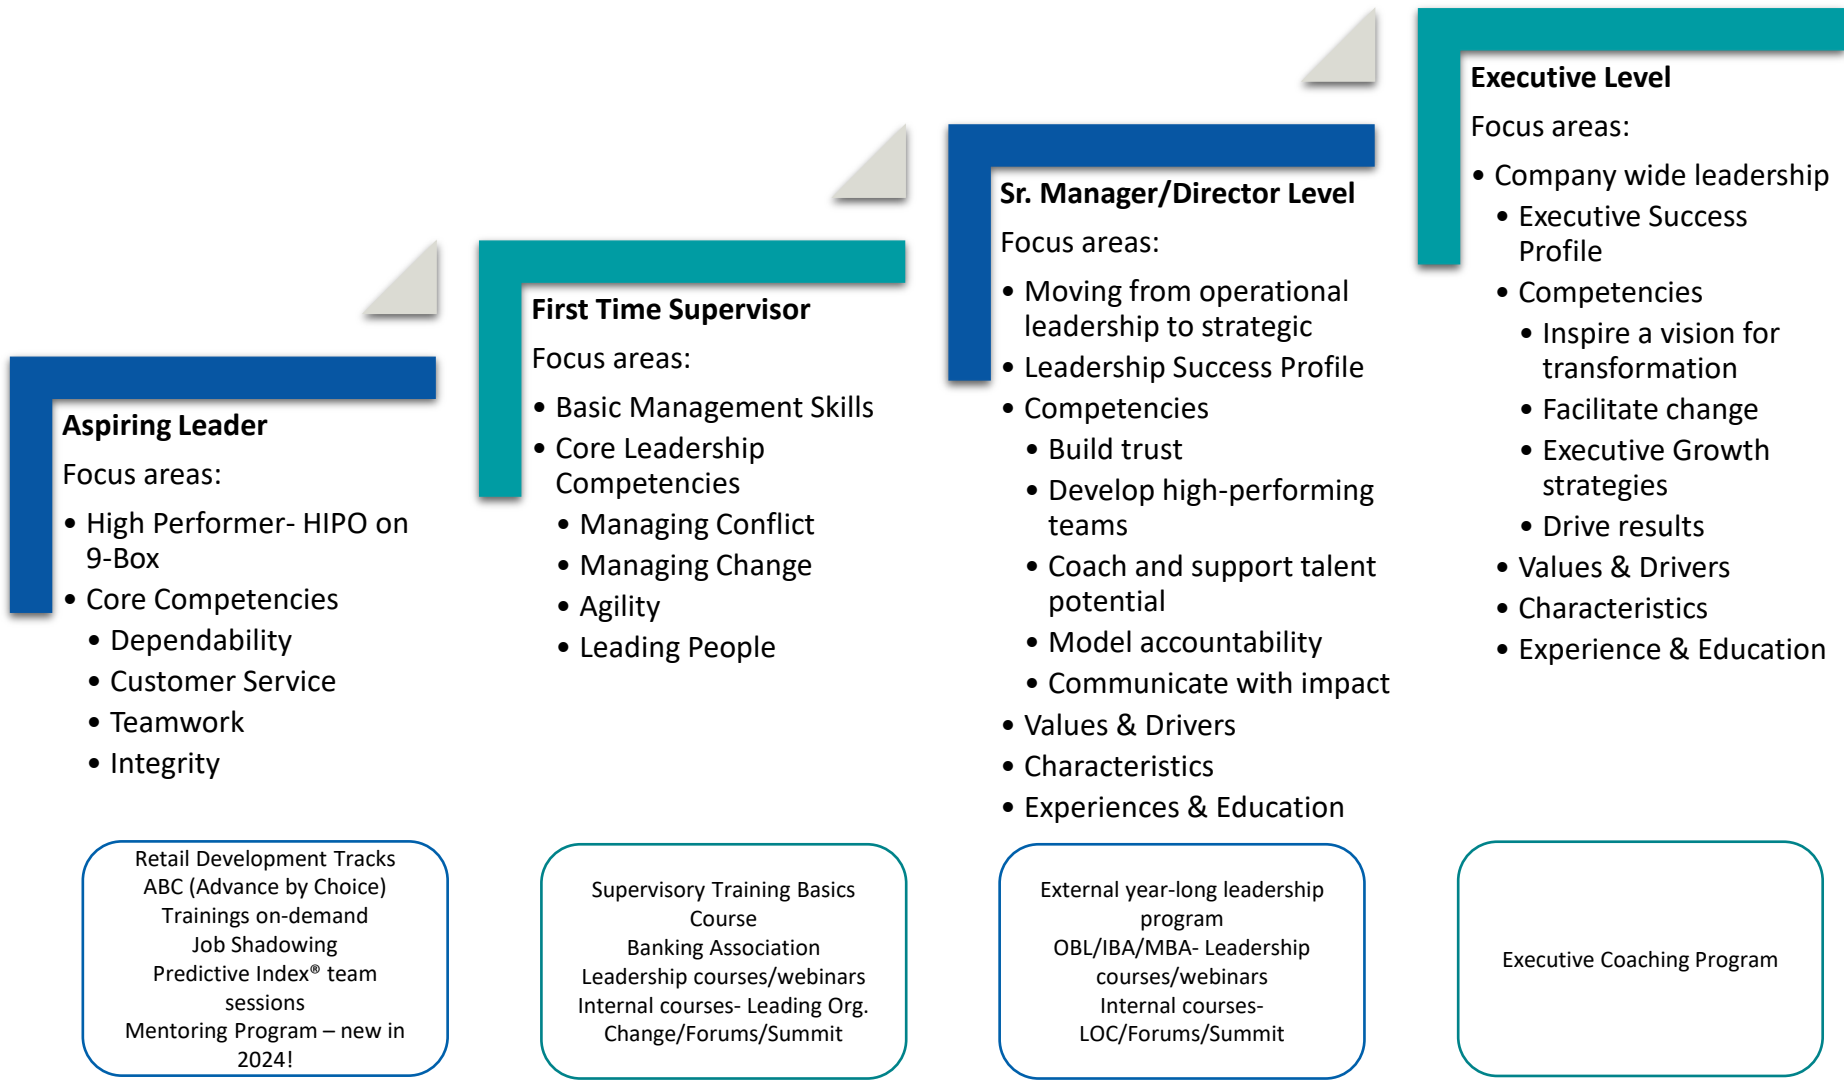 Aspiring Leader
Focus areas:
• High Performer- HIPO on
9-Box
• Core Competencies
• Dependability
• Customer Service
• Teamwork
• Integrity
Retail Development Tracks
ABC (Advance by Choice)
Trainings on-demand
Job Shadowing
Predictive Index® team
sessions
Mentoring Program – new in
2024!
First Time Supervisor
Focus areas:
• Basic Management Skills
• Core Leadership
Competencies
• Managing Conflict
• Managing Change
• Agility
• Leading People
Supervisory Training Basics
Course
Banking Association
Leadership courses/webinars
Internal courses- Leading Org.
Change/Forums/Summit
Sr. Manager/Director Level
Focus areas:
• Moving from operational
leadership to strategic
• Leadership Success Profile
• Competencies
• Build trust
• Develop high-performing
teams
• Coach and support talent
potential
• Model accountability
• Communicate with impact
• Values & Drivers
• Characteristics
• Experiences & Education
External year-long leadership
program
OBL/IBA/MBA- Leadership
courses/webinars
Internal courses-
LOC/Forums/Summit
Executive Level
Focus areas:
• Company wide leadership
• Executive Success
Profile
• Competencies
• Inspire a vision for
transformation
• Facilitate change
• Executive Growth
strategies
• Drive results
• Values & Drivers
• Characteristics
• Experience & Education
Executive Coaching Program